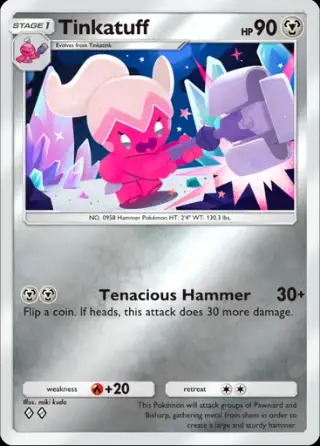 STAGE 1
Tinkatuff
HP 90
Evolves from Tinkatink
NO. 0958 Hammer Pokémon HT: 2'4" WT: 130.3 lbs.
Tenacious Hammer 30+
Flip a coin. If heads, this attack does 30 more damage.
weakness +20 retreat
Illus. miki kudo
This Pokémon will attack groups of Pawniard and
Bisharp, gathering metal from them in order to
create a large and sturdy hammer.